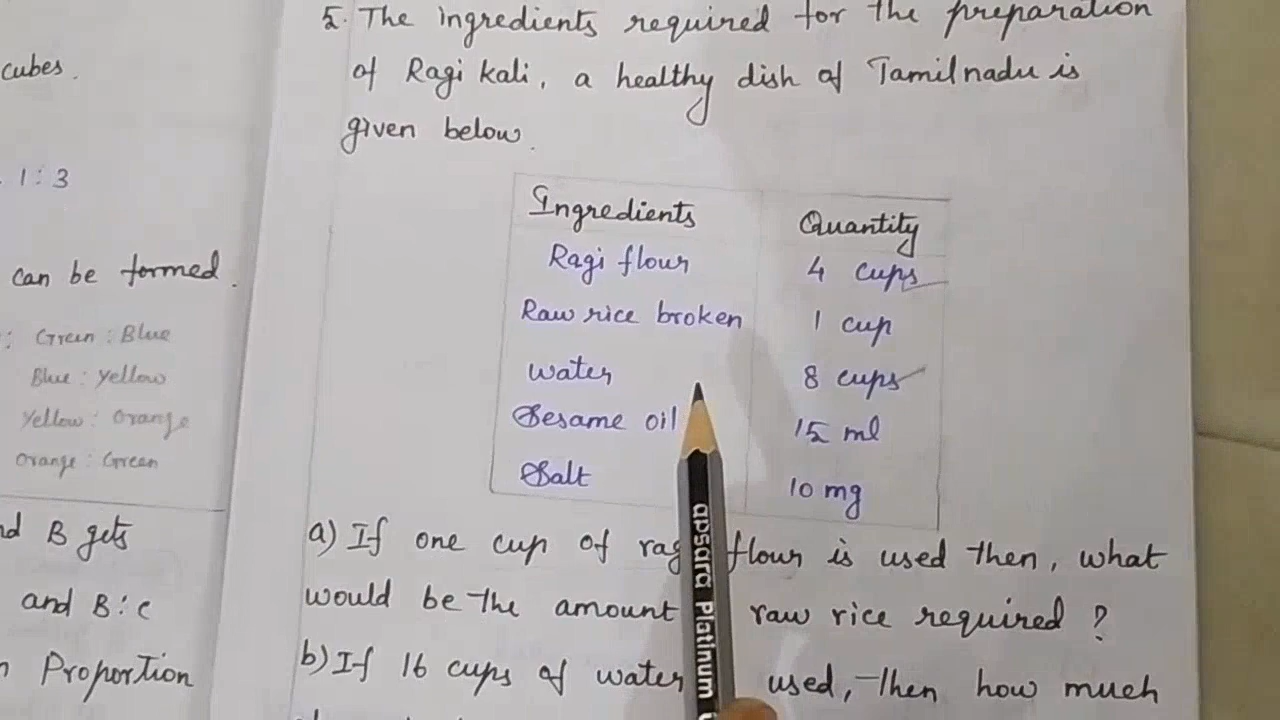 cubes.
1:3
can be formed.
: Green : Blue
Blue : Yellow
Yellow : Orange
Orange : Green
B gets
and B:C
Proportion
5. The ingredients required for the preparation
of Ragi kali, a healthy dish of Tamilnadu is
given below.
Ingredients Quantity
Ragi flour 4 cups
Raw rice broken 1 cup
water 8 cups
Sesame oil 15 ml
Salt 10 mg
a) If one cup of rag flour is used then, what
would be the amount raw rice required ?
b) If 16 cups of water used, then how much
apsara Platinum